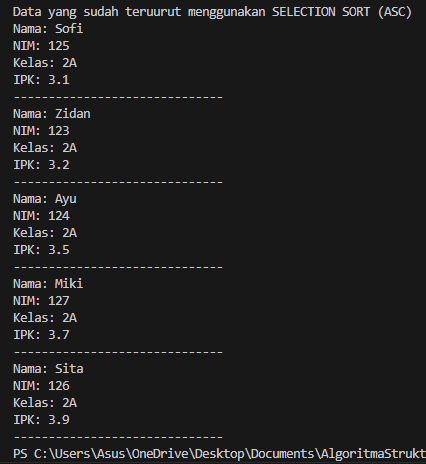 Data yang sudah teruurut menggunakan SELECTION SORT (ASC)
Nama: Sofi
NIM: 125
Kelas: 2A
IPK: 3.1
------------------------------
Nama: Zidan
NIM: 123
Kelas: 2A
IPK: 3.2
------------------------------
Nama: Ayu
NIM: 124
Kelas: 2A
IPK: 3.5
------------------------------
Nama: Miki
NIM: 127
Kelas: 2A
IPK: 3.7
------------------------------
Nama: Sita
NIM: 126
Kelas: 2A
IPK: 3.9
------------------------------
PS C:\Users\Asus\OneDrive\Desktop\Documents\AlgoritmaStrukt